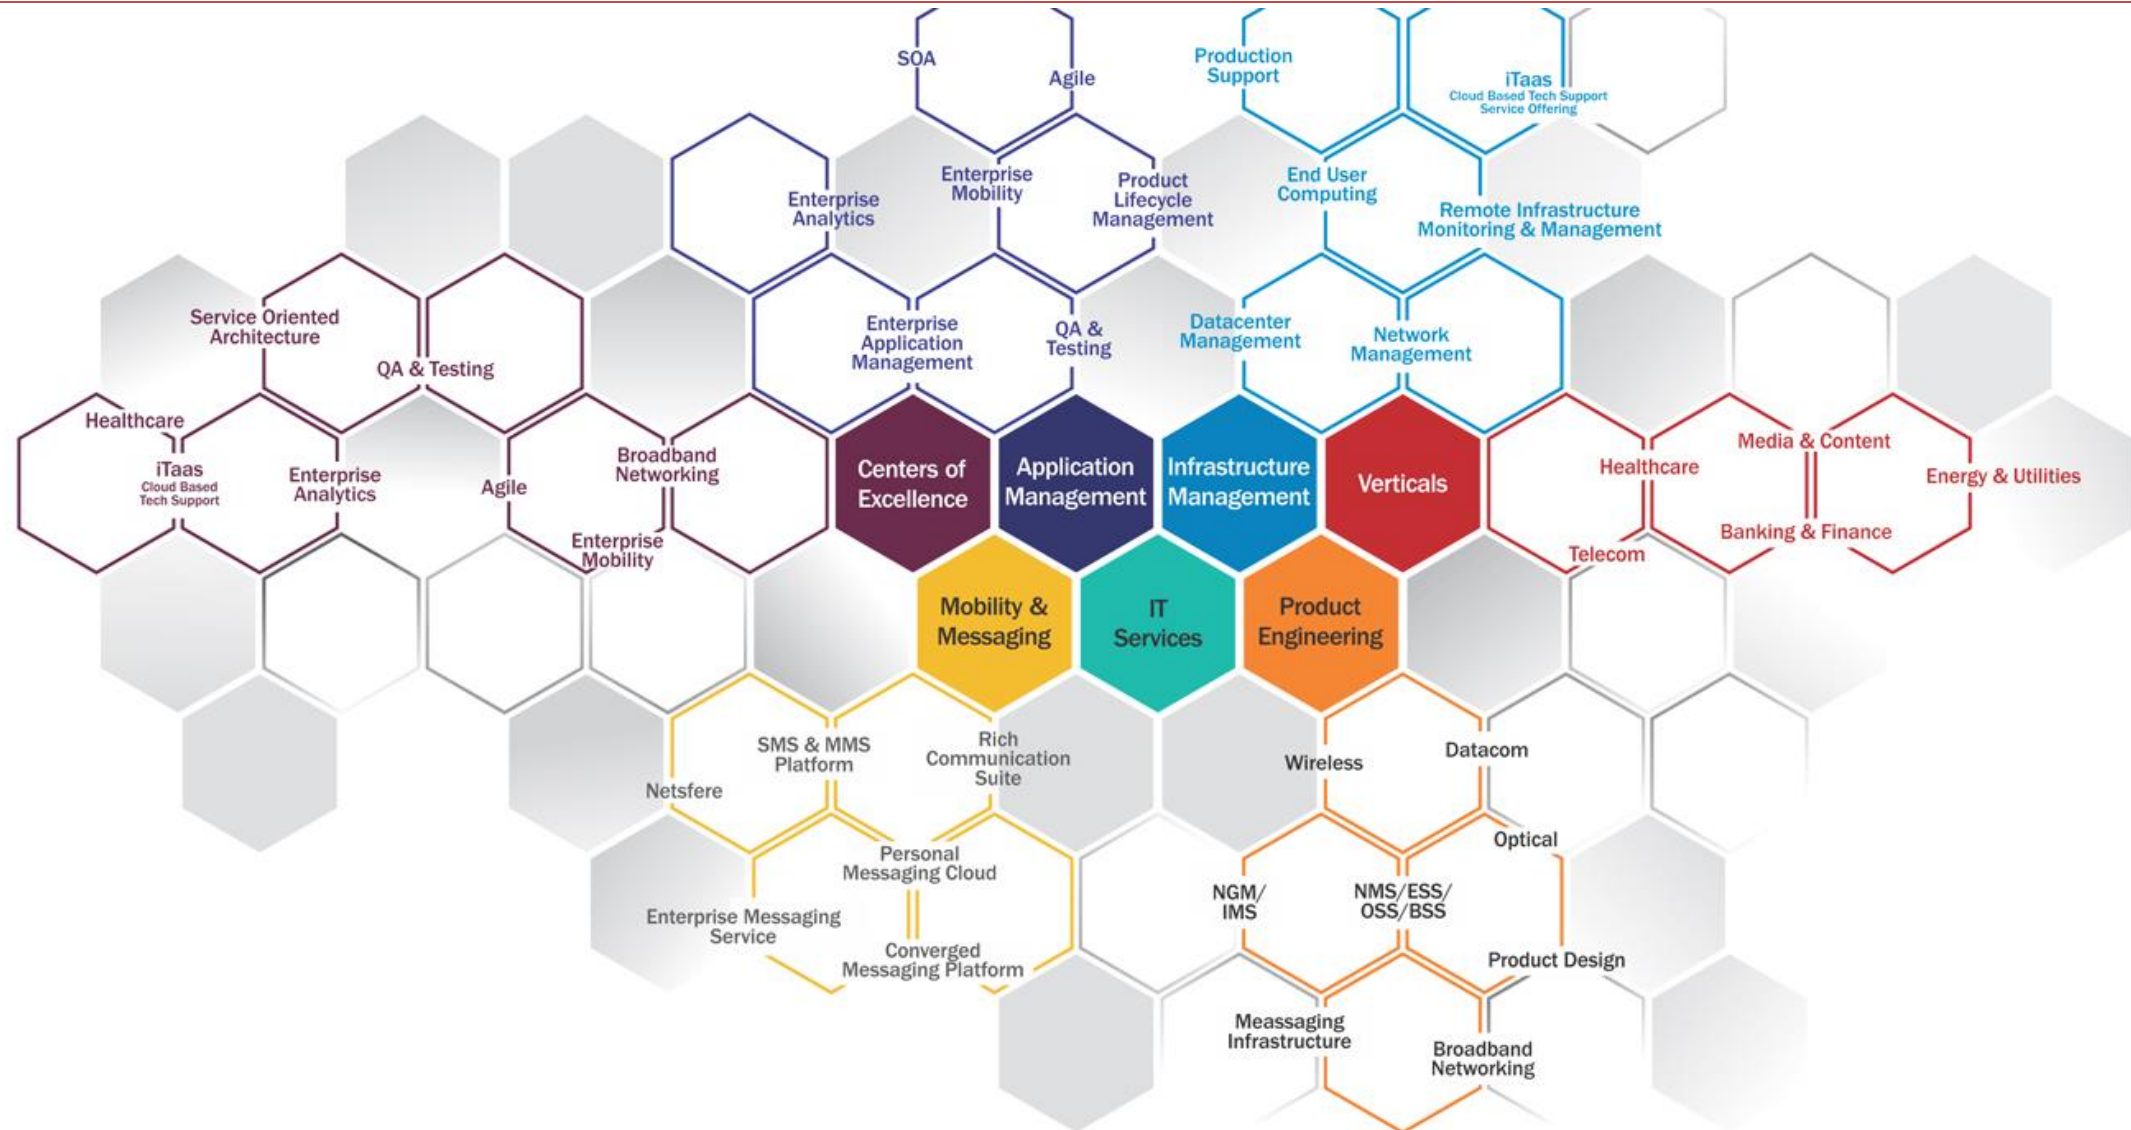 SOA
Agile
Production
Support
iTaas
Cloud Based Tech Support
Service Offering
Enterprise
Analytics
Enterprise
Mobility
Product
Lifecycle
Management
End User
Computing
Remote Infrastructure
Monitoring & Management
Service Oriented
Architecture
QA & Testing
Enterprise
Application
Management
QA &
Testing
Datacenter
Management
Network
Management
Healthcare
iTaas
Cloud Based
Tech Support
Enterprise
Analytics
Agile
Broadband
Networking
Enterprise
Mobility
Centers of
Excellence
Application
Management
Infrastructure
Management
Verticals
Healthcare
Media & Content
Energy & Utilities
Banking & Finance
Telecom
Mobility &
Messaging
IT
Services
Product
Engineering
Netsfere
SMS & MMS
Platform
Rich
Communication
Suite
Wireless
Datacom
Optical
Personal
Messaging Cloud
Enterprise Messaging
Service
Converged
Messaging Platform
NGM/
IMS
NMS/ESS/
OSS/BSS
Product Design
Meassaging
Infrastructure
Broadband
Networking